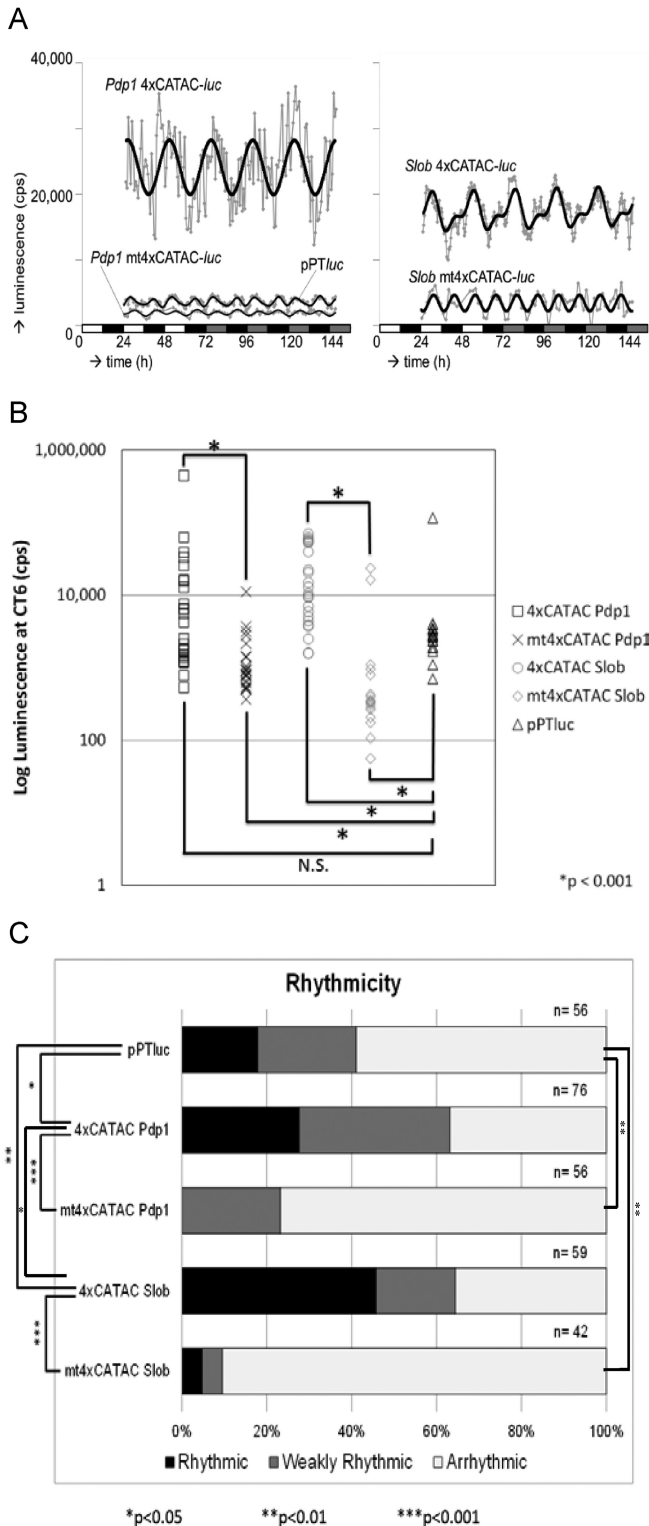 A
40,000
20,000
0
→ luminescence (cps)
Pdp1 4xCATAC-luc
Pdp1 mt4xCATAC-luc
pPTluc
0 24 48 72 96 120 144
→ time (h)
Slob 4xCATAC-luc
Slob mt4xCATAC-luc
0 24 48 72 96 120 144
→ time (h)
B
Log Luminescence at CT6 (cps)
1,000,000
10,000
100
1
*
*
*
*
*
N.S.
4xCATAC Pdp1
mt4xCATAC Pdp1
4xCATAC Slob
mt4xCATAC Slob
pPTluc
*p < 0.001
C
Rhythmicity
n= 56
pPTluc
n= 76
4xCATAC Pdp1
n= 56
mt4xCATAC Pdp1
n= 59
4xCATAC Slob
n= 42
mt4xCATAC Slob
*
**
***
*
***
**
**
0% 20% 40% 60% 80% 100%
Rhythmic Weakly Rhythmic Arrhythmic
*p<0.05 **p<0.01 ***p<0.001